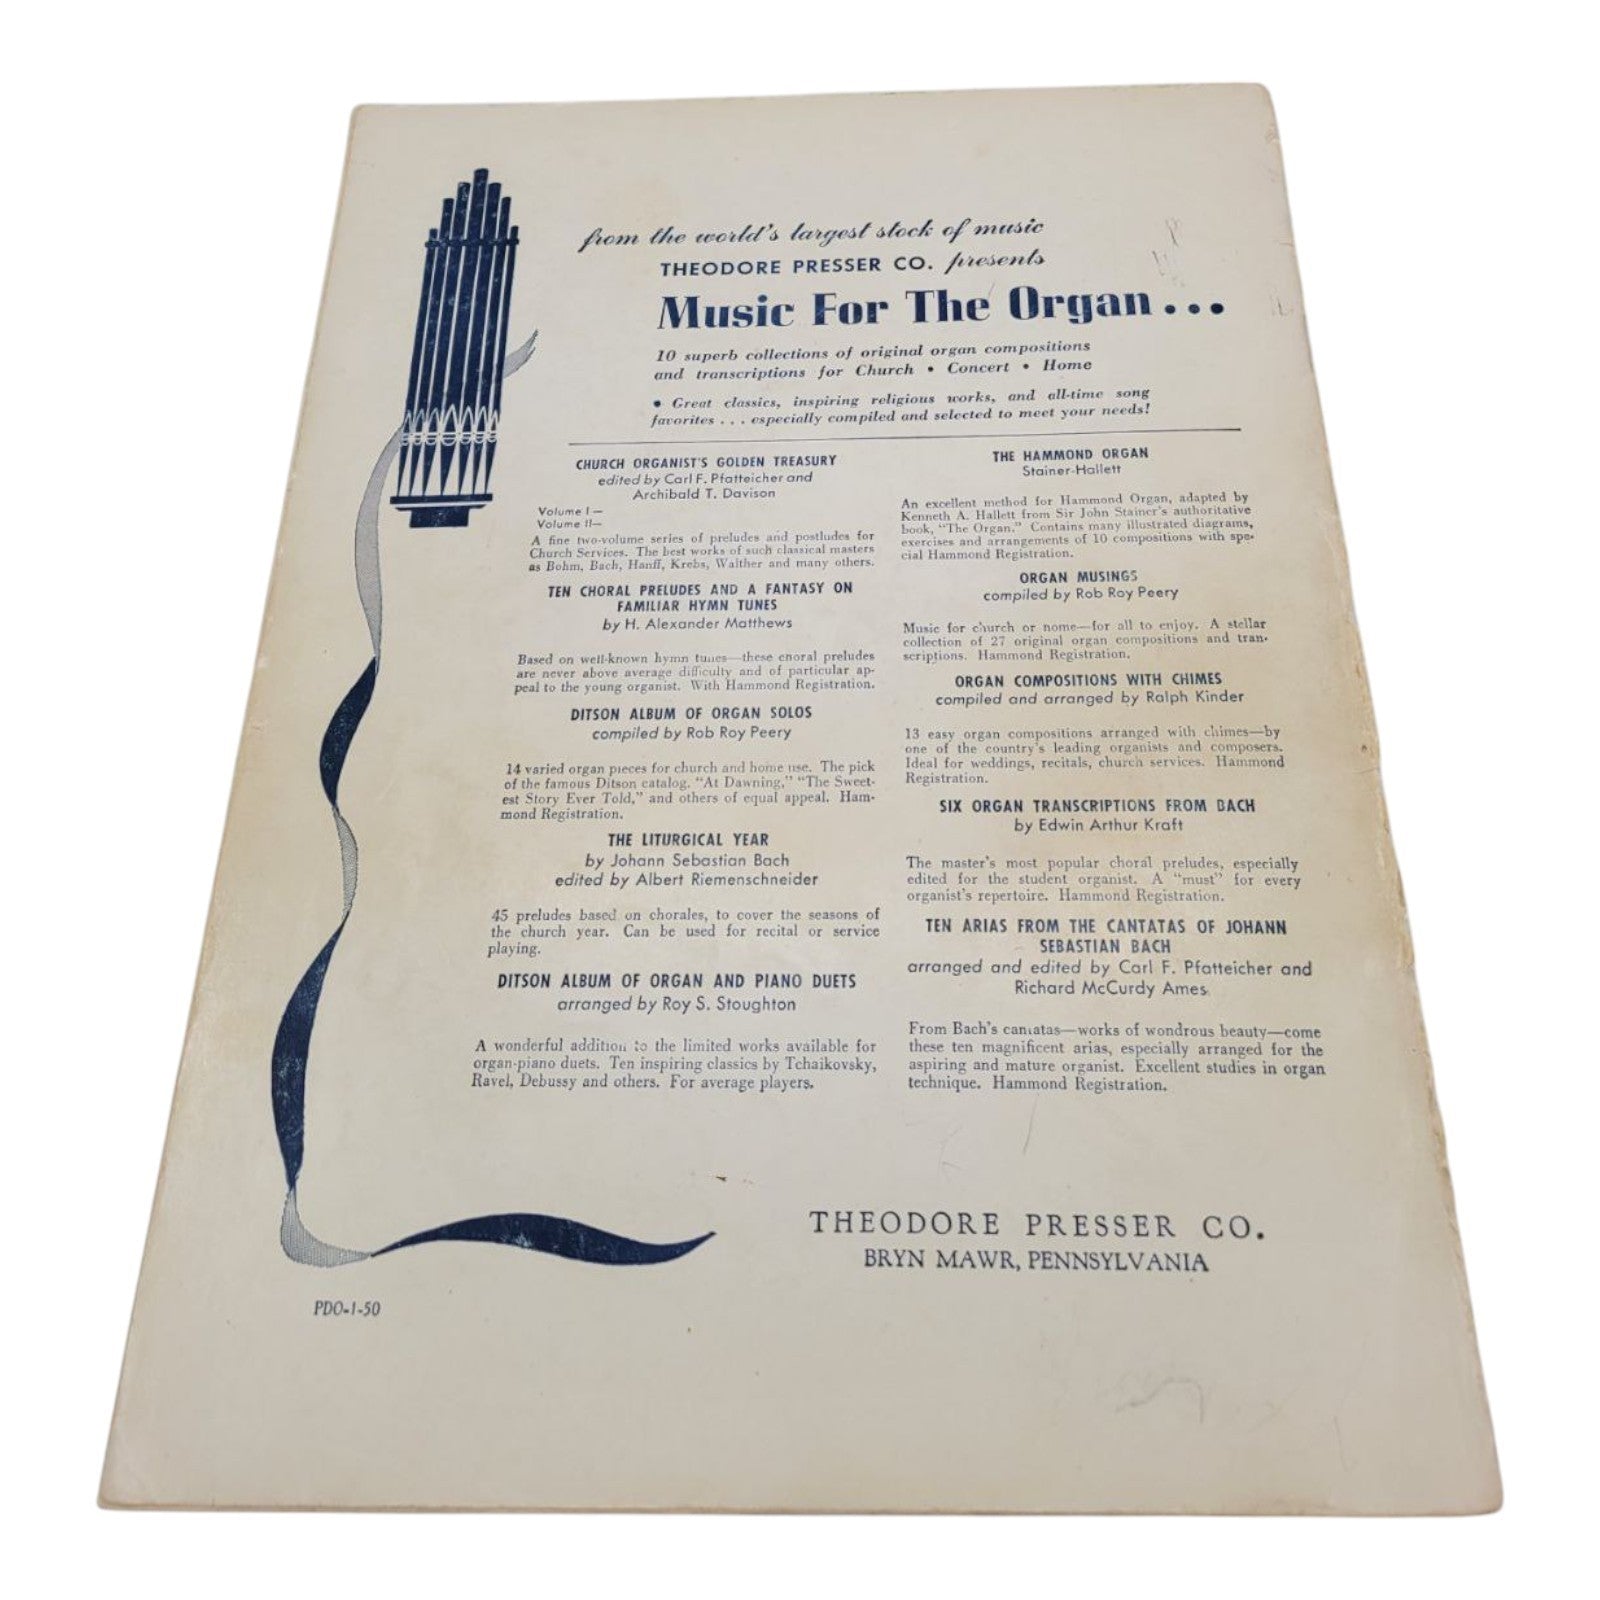 from the world's largest stock of music
THEODORE PRESSER CO. presents
Music For The Organ...
10 superb collections of original organ compositions
and transcriptions for Church • Concert • Home
• Great classics, inspiring religious works, and all-time song
favorites . . . especially compiled and selected to meet your needs!
CHURCH ORGANIST'S GOLDEN TREASURY
edited by Carl F. Pfatteicher and
Archibald T. Davison
Volume I—
Volume II—
A fine two-volume series of preludes and postludes for
Church Services. The best works of such classical masters
as Bohm, Bach, Hanff, Krebs, Walther and many others.
TEN CHORAL PRELUDES AND A FANTASY ON
FAMILIAR HYMN TUNES
by H. Alexander Matthews
Based on well-known hymn tunes—these choral preludes
are never above average difficulty and of particular ap-
peal to the young organist. With Hammond Registration.
DITSON ALBUM OF ORGAN SOLOS
compiled by Rob Roy Peery
14 varied organ pieces for church and home use. The pick
of the famous Ditson catalog. "At Dawning," "The Sweet-
est Story Ever Told," and others of equal appeal. Ham-
mond Registration.
THE LITURGICAL YEAR
by Johann Sebastian Bach
edited by Albert Riemenschneider
45 preludes based on chorales, to cover the seasons of
the church year. Can be used for recital or service
playing.
DITSON ALBUM OF ORGAN AND PIANO DUETS
arranged by Roy S. Stoughton
A wonderful addition to the limited works available for
organ-piano duets. Ten inspiring classics by Tchaikovsky,
Ravel, Debussy and others. For average players.
THE HAMMOND ORGAN
Stainer-Hallett
An excellent method for Hammond Organ, adapted by
Kenneth A. Hallett from Sir John Stainer's authoritative
book, "The Organ." Contains many illustrated diagrams,
exercises and arrangements of 10 compositions with spe-
cial Hammond Registration.
ORGAN MUSINGS
compiled by Rob Roy Peery
Music for church or home—for all to enjoy. A stellar
collection of 27 original organ compositions and tran-
scriptions. Hammond Registration.
ORGAN COMPOSITIONS WITH CHIMES
compiled and arranged by Ralph Kinder
13 easy organ compositions arranged with chimes—by
one of the country's leading organists and composers.
Ideal for weddings, recitals, church services. Hammond
Registration.
SIX ORGAN TRANSCRIPTIONS FROM BACH
by Edwin Arthur Kraft
The master's most popular choral preludes, especially
edited for the student organist. A "must" for every
organist's repertoire. Hammond Registration.
TEN ARIAS FROM THE CANTATAS OF JOHANN
SEBASTIAN BACH
arranged and edited by Carl F. Pfatteicher and
Richard McCurdy Ames
From Bach's cantatas—works of wondrous beauty—come
these ten magnificent arias, especially arranged for the
aspiring and mature organist. Excellent studies in organ
technique. Hammond Registration.
THEODORE PRESSER CO.
BRYN MAWR, PENNSYLVANIA
PDO-1-50